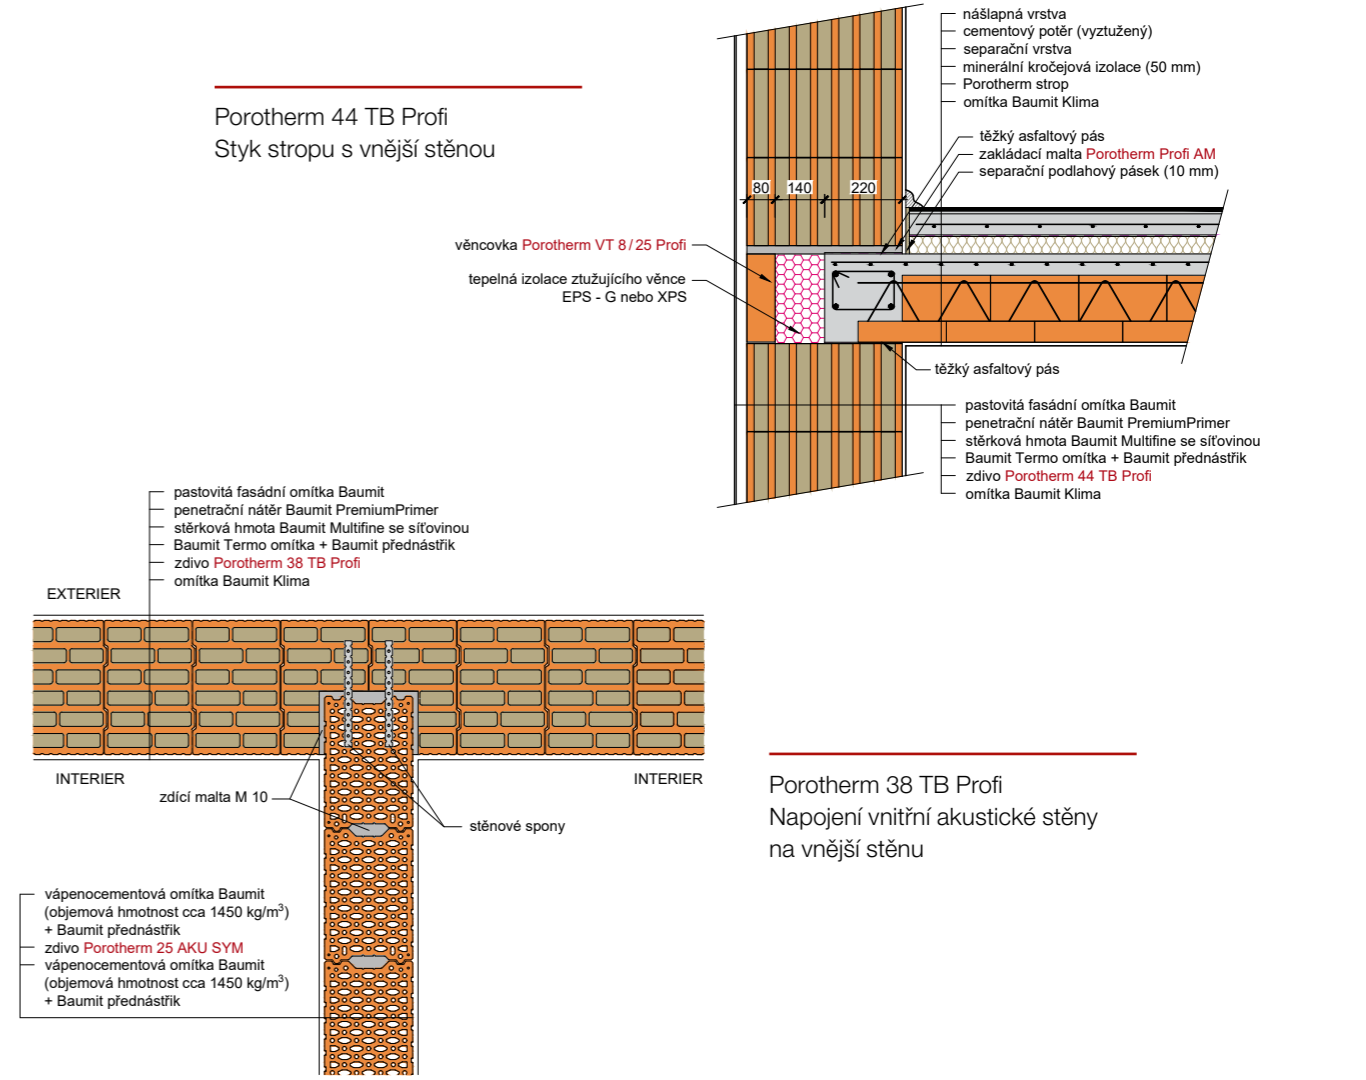 Porotherm 44 TB Profi
Styk stropu s vnější stěnou
nášlapná vrstva
cementový potěr (vyztužený)
separační vrstva
minerální kročejová izolace (50 mm)
Porotherm strop
omítka Baumit Klima
těžký asfaltový pás
zakládací malta Porotherm Profi AM
separační podlahový pásek (10 mm)
80 140 220
věncovka Porotherm VT 8 / 25 Profi
tepelná izolace ztužujícího věnce
EPS - G nebo XPS
těžký asfaltový pás
pastovitá fasádní omítka Baumit
penetrační nátěr Baumit PremiumPrimer
stěrková hmota Baumit Multifine se síťovinou
Baumit Termo omítka + Baumit přednástřik
zdivo Porotherm 44 TB Profi
omítka Baumit Klima
pastovitá fasádní omítka Baumit
penetrační nátěr Baumit PremiumPrimer
stěrková hmota Baumit Multifine se síťovinou
Baumit Termo omítka + Baumit přednástřik
zdivo Porotherm 38 TB Profi
omítka Baumit Klima
EXTERIER
INTERIER
INTERIER
zdící malta M 10
stěnové spony
Porotherm 38 TB Profi
Napojení vnitřní akustické stěny
na vnější stěnu
vápenocementová omítka Baumit
(objemová hmotnost cca 1450 kg/m³)
+ Baumit přednástřik
zdivo Porotherm 25 AKU SYM
vápenocementová omítka Baumit
(objemová hmotnost cca 1450 kg/m³)
+ Baumit přednástřik